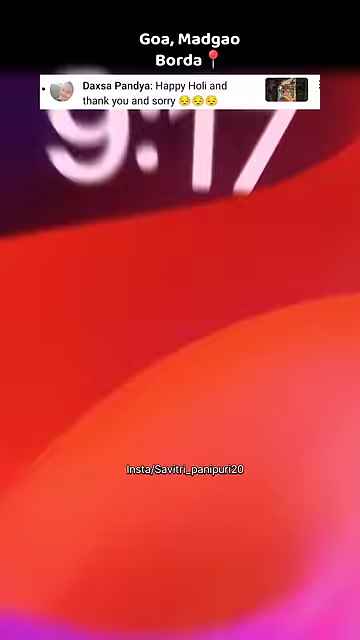 Goa, Madgao
Borda📍
Daxsa Pandya: Happy Holi and
thank you and sorry 😔😔😔
9:17
Insta/Savitri_panipuri20